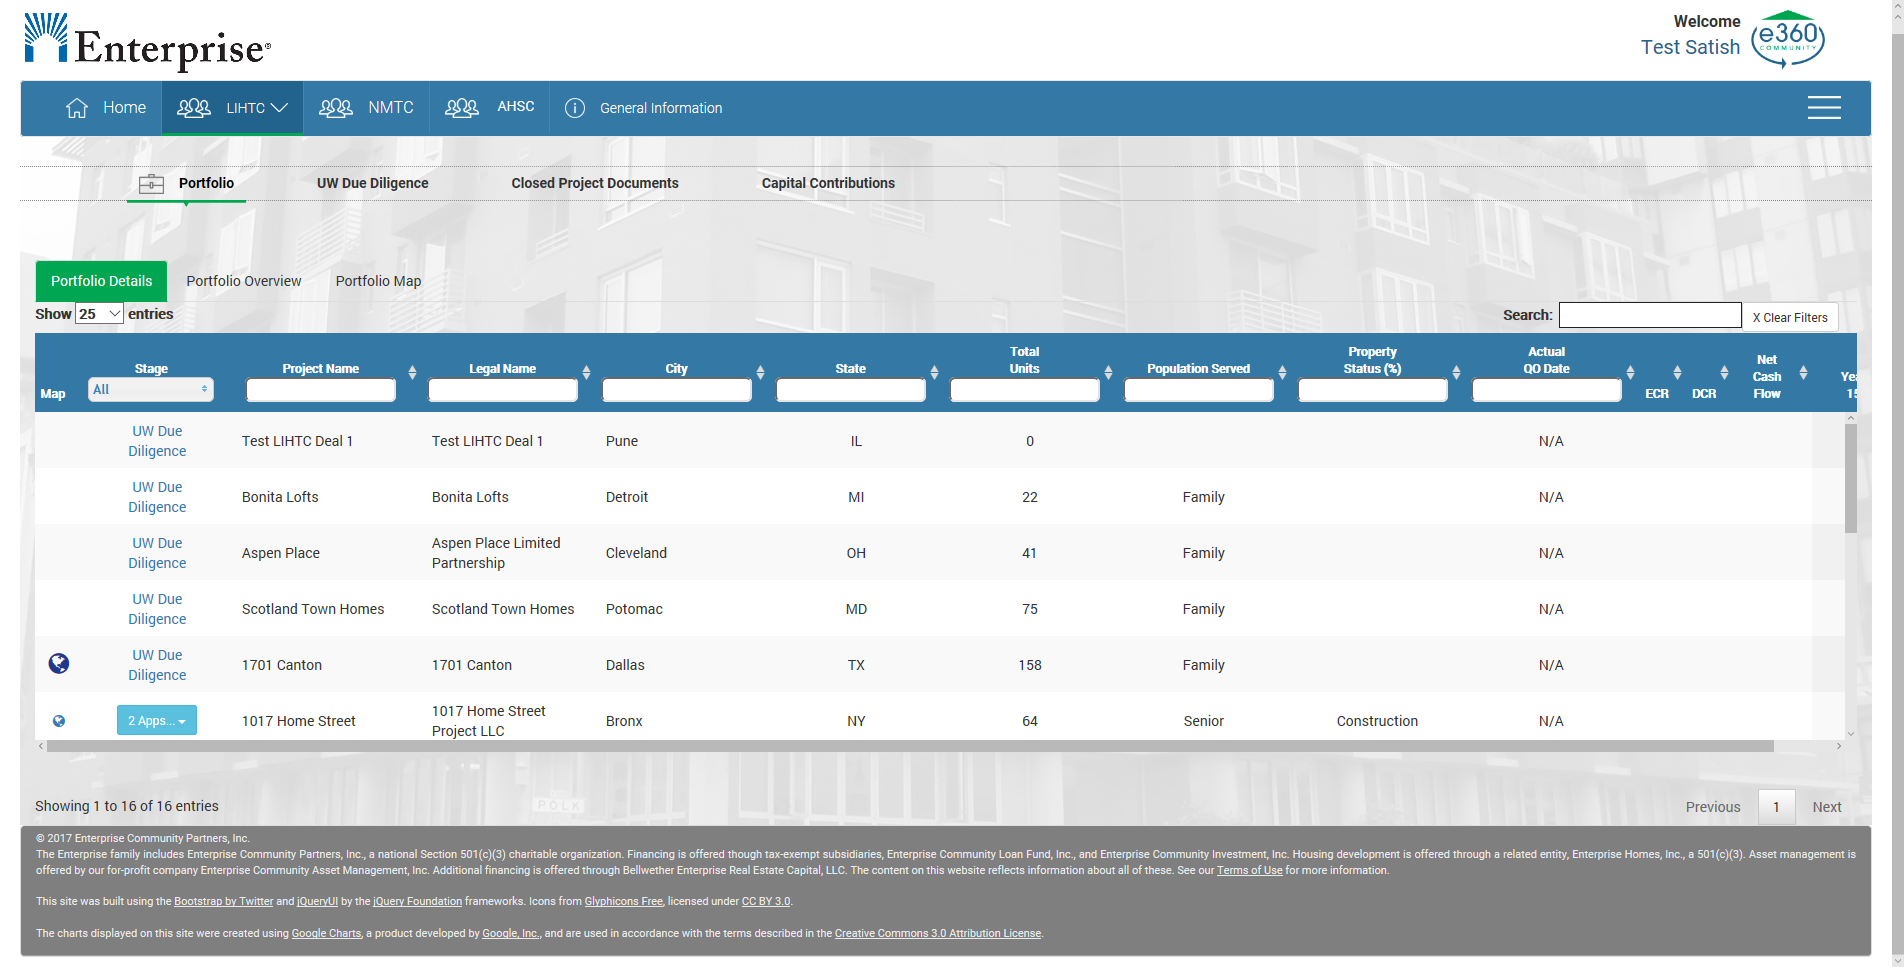 Enterprise®
Welcome
Test Satish
e360
COMMUNITY
Home
LIHTC
NMTC
AHSC
General Information
Portfolio
UW Due Diligence
Closed Project Documents
Capital Contributions
Portfolio Details
Portfolio Overview
Portfolio Map
Show 25 entries
Search:
X Clear Filters
Map
Stage
All
Project Name
Legal Name
City
State
Total
Units
Population Served
Property
Status (%)
Actual
QO Date
ECR
DCR
Net
Cash
Flow
UW Due
Diligence
Test LIHTC Deal 1
Test LIHTC Deal 1
Pune
IL
0
N/A
UW Due
Diligence
Bonita Lofts
Bonita Lofts
Detroit
MI
22
Family
N/A
UW Due
Diligence
Aspen Place
Aspen Place Limited
Partnership
Cleveland
OH
41
Family
N/A
UW Due
Diligence
Scotland Town Homes
Scotland Town Homes
Potomac
MD
75
Family
N/A
UW Due
Diligence
1701 Canton
1701 Canton
Dallas
TX
158
Family
N/A
2 Apps...
1017 Home Street
1017 Home Street
Project LLC
Bronx
NY
64
Senior
Construction
N/A
POLK
Showing 1 to 16 of 16 entries
Previous
1
Next
© 2017 Enterprise Community Partners, Inc.
The Enterprise family includes Enterprise Community Partners, Inc., a national Section 501(c)(3) charitable organization. Financing is offered though tax-exempt subsidiaries, Enterprise Community Loan Fund, Inc., and Enterprise Community Investment, Inc. Housing development is offered through a related entity, Enterprise Homes, Inc., a 501(c)(3). Asset management is
offered by our for-profit company Enterprise Community Asset Management, Inc. Additional financing is offered through Bellwether Enterprise Real Estate Capital, LLC. The content on this website reflects information about all of these. See our Terms of Use for more information.
This site was built using the Bootstrap by Twitter and jQueryUI by the jQuery Foundation frameworks. Icons from Glyphicons Free, licensed under CC BY 3.0.
The charts displayed on this site were created using Google Charts, a product developed by Google, Inc., and are used in accordance with the terms described in the Creative Commons 3.0 Attribution License.